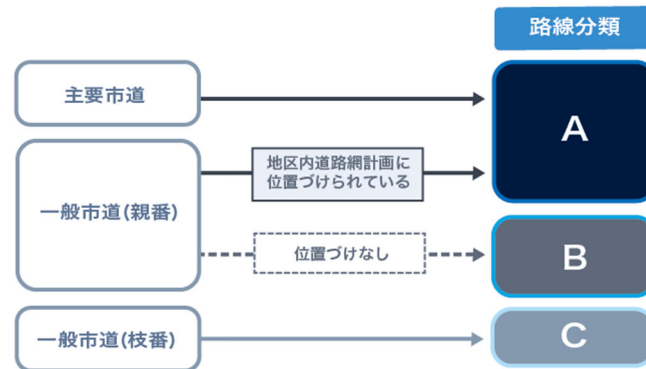 路線分類
主要市道
A
地区内道路網計画に
位置づけられている
一般市道(親番)
位置づけなし
B
一般市道(枝番)
C